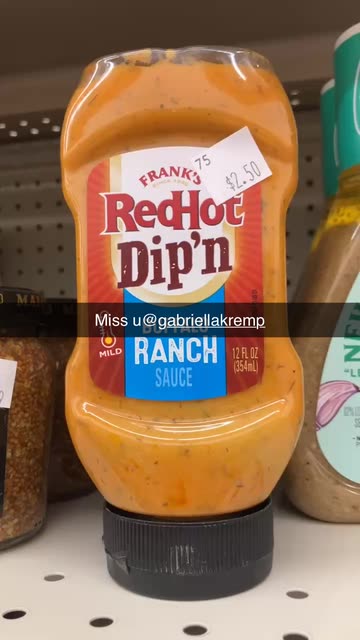 75
$2.50
FRANK'S
RedHot
Dip'n
Miss u@gabriellakremp
BUFFALO
MILD
RANCH
12 FL OZ
(354mL)
SAUCE